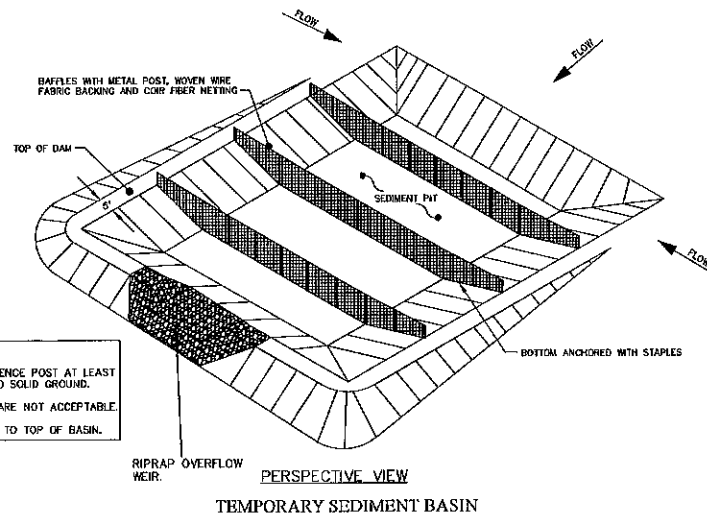 FLOW
FLOW
BAFFLES WITH METAL POST, WOVEN WIRE
FABRIC BACKING AND COIR FIBER NETTING
TOP OF DAM
SEDIMENT PIT
FLOW
BOTTOM ANCHORED WITH STAPLES
ENCE POST AT LEAST
O SOLID GROUND.
ARE NOT ACCEPTABLE.
TO TOP OF BASIN.
RIPRAP OVERFLOW
WEIR.
PERSPECTIVE VIEW
TEMPORARY SEDIMENT BASIN